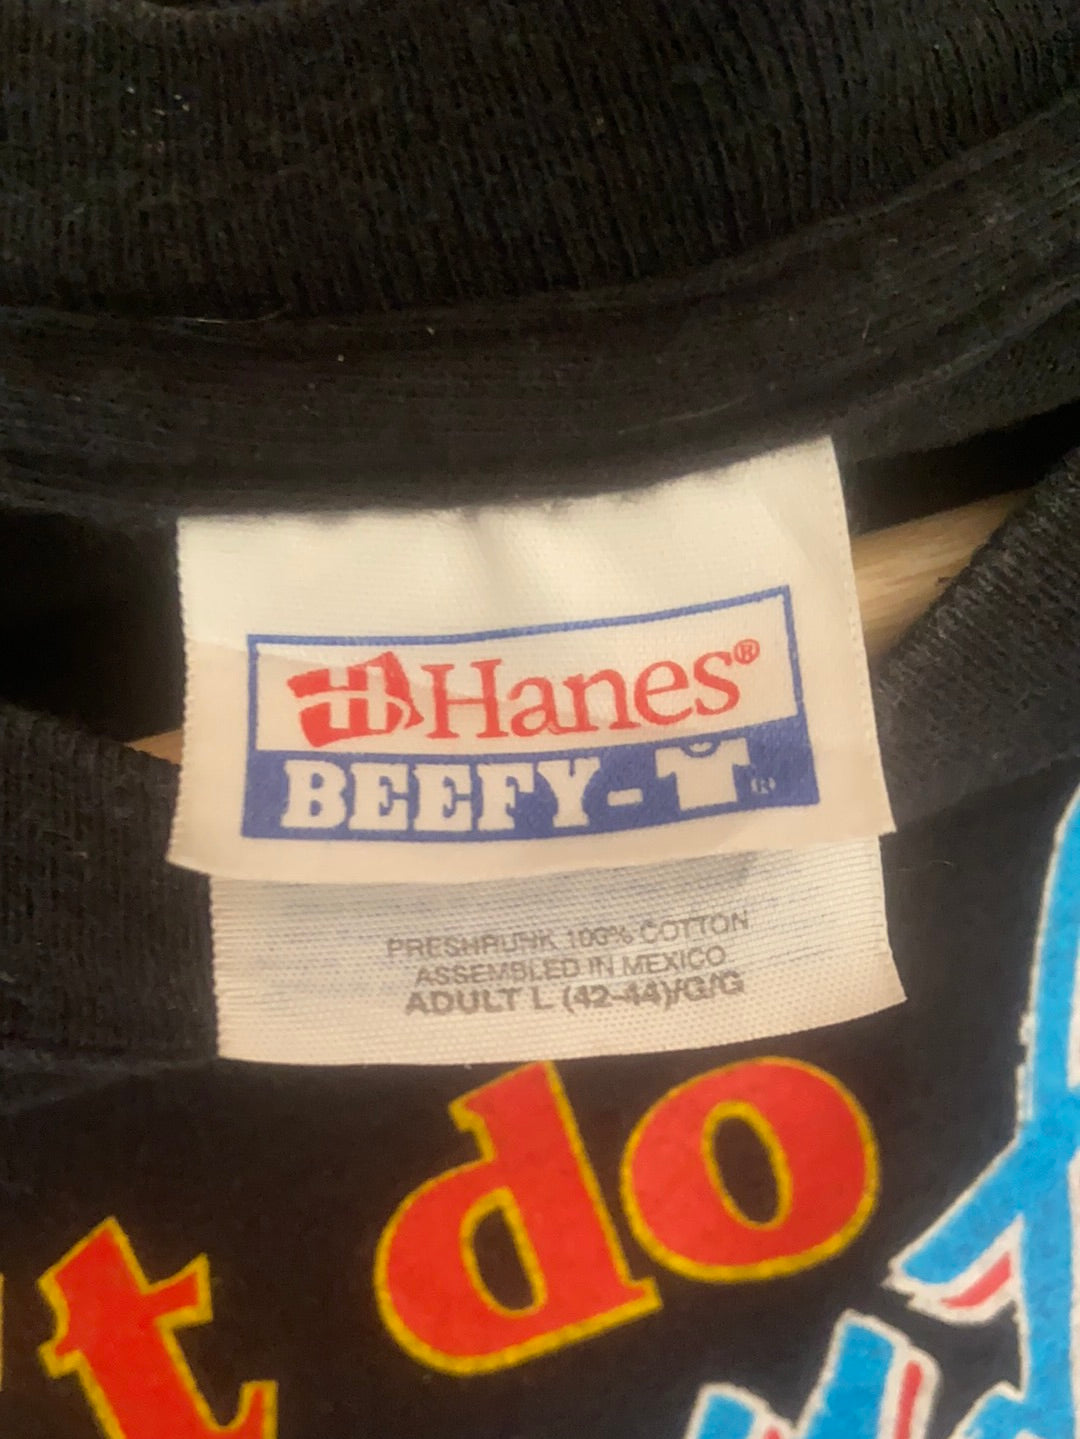 Hanes®
BEEFY-T®
PRESHRUNK 100% COTTON
ASSEMBLED IN MEXICO
ADULT L (42-44)/G/G
t do